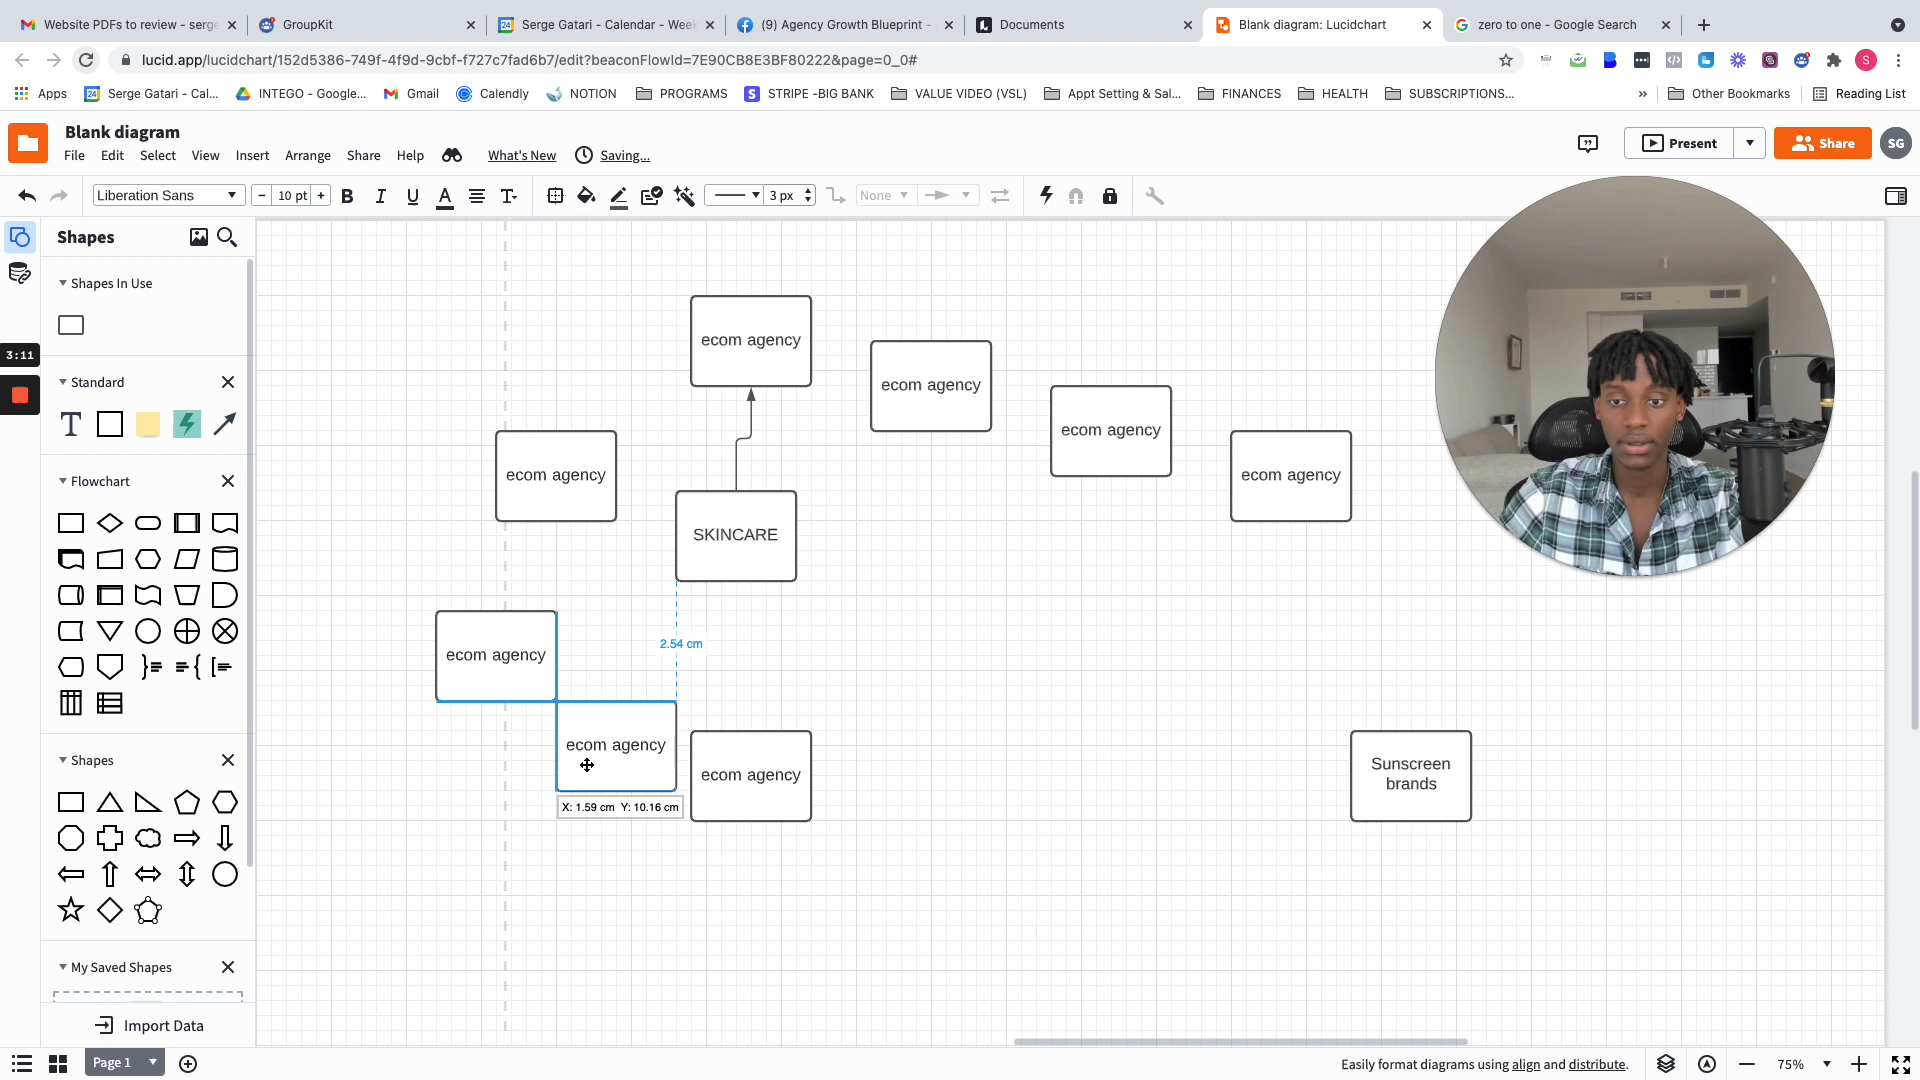 Website PDFs to review - serge
GroupKit
Serge Gatari - Calendar - Week
(9) Agency Growth Blueprint -
Documents
Blank diagram: Lucidchart
zero to one - Google Search
lucid.app/lucidchart/152d5386-749f-4f9d-9cbf-f727c7fad6b7/edit?beaconFlowId=7E90CB8E3BF80222&page=0_0#
S
Apps
Serge Gatari - Cal...
INTEGO - Google...
Gmail
Calendly
NOTION
PROGRAMS
STRIPE -BIG BANK
VALUE VIDEO (VSL)
Appt Setting & Sal...
FINANCES
HEALTH
SUBSCRIPTIONS...
Other Bookmarks
Reading List
Blank diagram
File Edit Select View Insert Arrange Share Help What's New Saving...
Present
Share
SG
Liberation Sans
10 pt
3 px
None
Shapes
Shapes In Use
3:11
Standard
Flowchart
Shapes
My Saved Shapes
Import Data
ecom agency
ecom agency
ecom agency
ecom agency
ecom agency
SKINCARE
ecom agency
2.54 cm
ecom agency
X: 1.59 cm Y: 10.16 cm
ecom agency
Sunscreen
brands
Page 1
Easily format diagrams using align and distribute.
75%